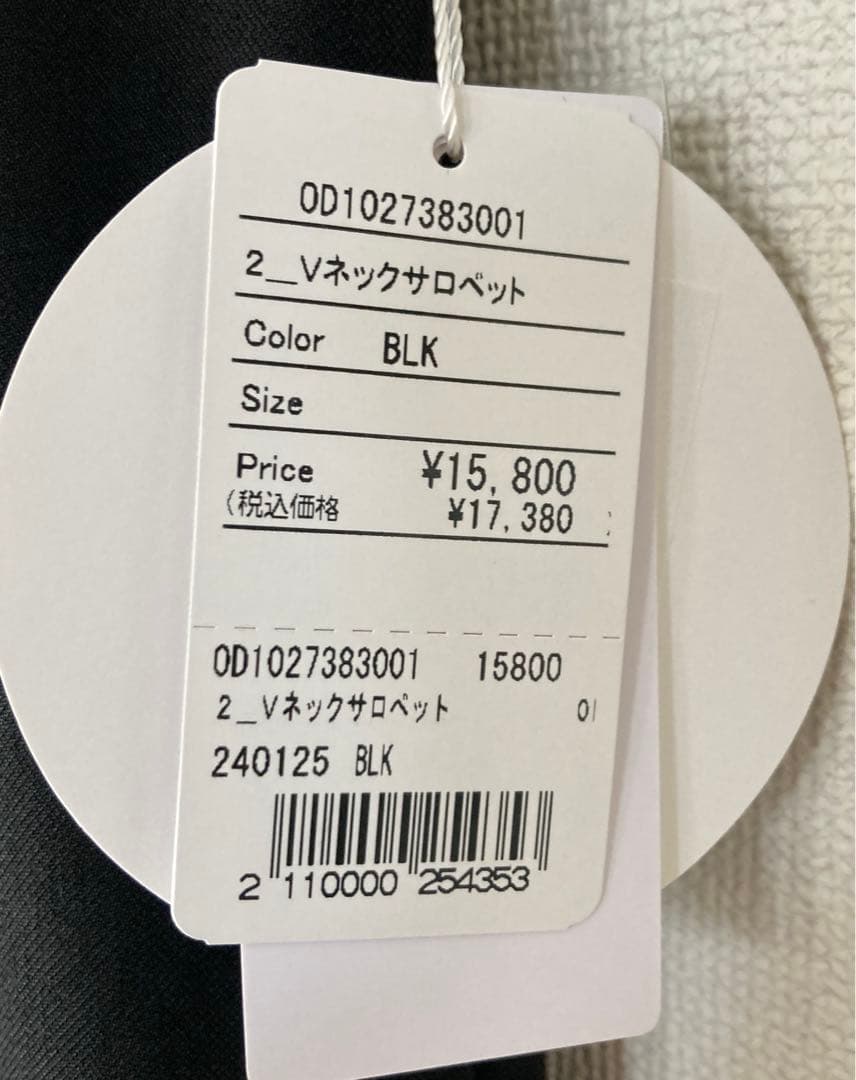 OD1027383001
2_Vネックサロペット
Color BLK
Size
Price ¥15,800
(税込価格 ¥17,380 )
OD1027383001 15800
2_Vネックサロペット
240125 BLK
2 110000 254353